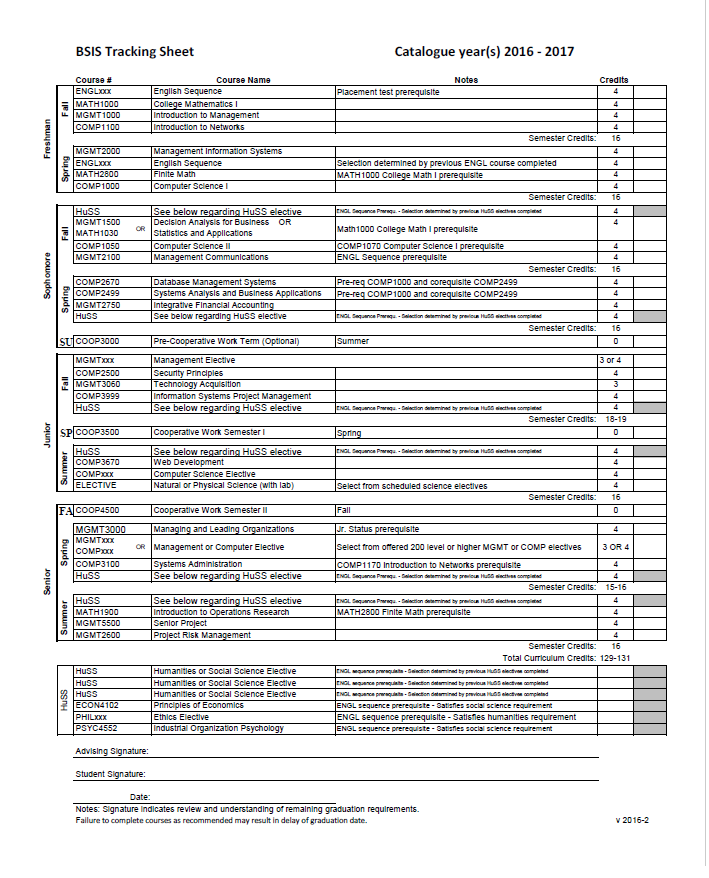 BSIS Tracking Sheet Catalogue year(s) 2016 - 2017
Course # Course Name Notes Credits
Freshman
Fall
ENGLxxx English Sequence Placement test prerequisite 4
MATH1000 College Mathematics I 4
MGMT1000 Introduction to Management 4
COMP1100 Introduction to Networks 4
Semester Credits: 16
Spring
MGMT2000 Management Information Systems 4
ENGLxxx English Sequence Selection determined by previous ENGL course completed 4
MATH2800 Finite Math MATH1000 College Math I prerequisite 4
COMP1000 Computer Science I 4
Semester Credits: 16
Sophomore
Fall
HuSS See below regarding HuSS elective ENGL Sequence Prerequ. - Selection determined by previous HuSS electives completed 4
MGMT1500 Decision Analysis for Business OR 4
OR Math1000 College Math I prerequisite
MATH1030 Statistics and Applications
COMP1050 Computer Science II COMP1070 Computer Science I prerequisite 4
MGMT2100 Management Communications ENGL Sequence prerequisite 4
Semester Credits: 16
Spring
COMP2670 Database Management Systems Pre-req COMP1000 and corequisite COMP2499 4
COMP2499 Systems Analysis and Business Applications Pre-req COMP1000 and corequisite COMP2499 4
MGMT2750 Integrative Financial Accounting 4
HuSS See below regarding HuSS elective ENGL Sequence Prerequ. - Selection determined by previous HuSS electives completed 4
Semester Credits: 16
SU COOP3000 Pre-Cooperative Work Term (Optional) Summer 0
Junior
Fall
MGMTxxx Management Elective 3 or 4
COMP2500 Security Principles 4
MGMT3060 Technology Acquisition 3
COMP3999 Information Systems Project Management 4
HuSS See below regarding HuSS elective ENGL Sequence Prerequ. - Selection determined by previous HuSS electives completed 4
Semester Credits: 18-19
SP COOP3500 Cooperative Work Semester I Spring 0
Summer
HuSS See below regarding HuSS elective ENGL Sequence Prerequ. - Selection determined by previous HuSS electives completed 4
COMP3670 Web Development 4
COMPxxx Computer Science Elective 4
ELECTIVE Natural or Physical Science (with lab) Select from scheduled science electives 4
Semester Credits: 16
FA COOP4500 Cooperative Work Semester II Fall 0
Senior
Spring
MGMT3000 Managing and Leading Organizations Jr. Status prerequisite 4
MGMTxxx
OR Management or Computer Elective Select from offered 200 level or higher MGMT or COMP electives 3 OR 4
COMPxxx
COMP3100 Systems Administration COMP1170 Introduction to Networks prerequisite 4
HuSS See below regarding HuSS elective ENGL Sequence Prerequ. - Selection determined by previous HuSS electives completed 4
Semester Credits: 15-16
Summer
HuSS See below regarding HuSS elective ENGL Sequence Prerequ. - Selection determined by previous HuSS electives completed 4
MATH1900 Introduction to Operations Research MATH2800 Finite Math prerequisite 4
MGMT5500 Senior Project 4
MGMT2600 Project Risk Management 4
Semester Credits: 16
Total Curriculum Credits: 129-131
HuSS
HuSS Humanities or Social Science Elective ENGL sequence prerequisite - Selection determined by previous HuSS electives completed
HuSS Humanities or Social Science Elective ENGL sequence prerequisite - Selection determined by previous HuSS electives completed
HuSS Humanities or Social Science Elective ENGL sequence prerequisite - Selection determined by previous HuSS electives completed
ECON4102 Principles of Economics ENGL sequence prerequisite - Satisfies social science requirement
PHILxxx Ethics Elective ENGL sequence prerequisite - Satisfies humanities requirement
PSYC4552 Industrial Organization Psychology ENGL sequence prerequisite - Satisfies social science requirement
Advising Signature:
Student Signature:
Date:
Notes: Signature indicates review and understanding of remaining graduation requirements.
Failure to complete courses as recommended may result in delay of graduation date. v 2016-2